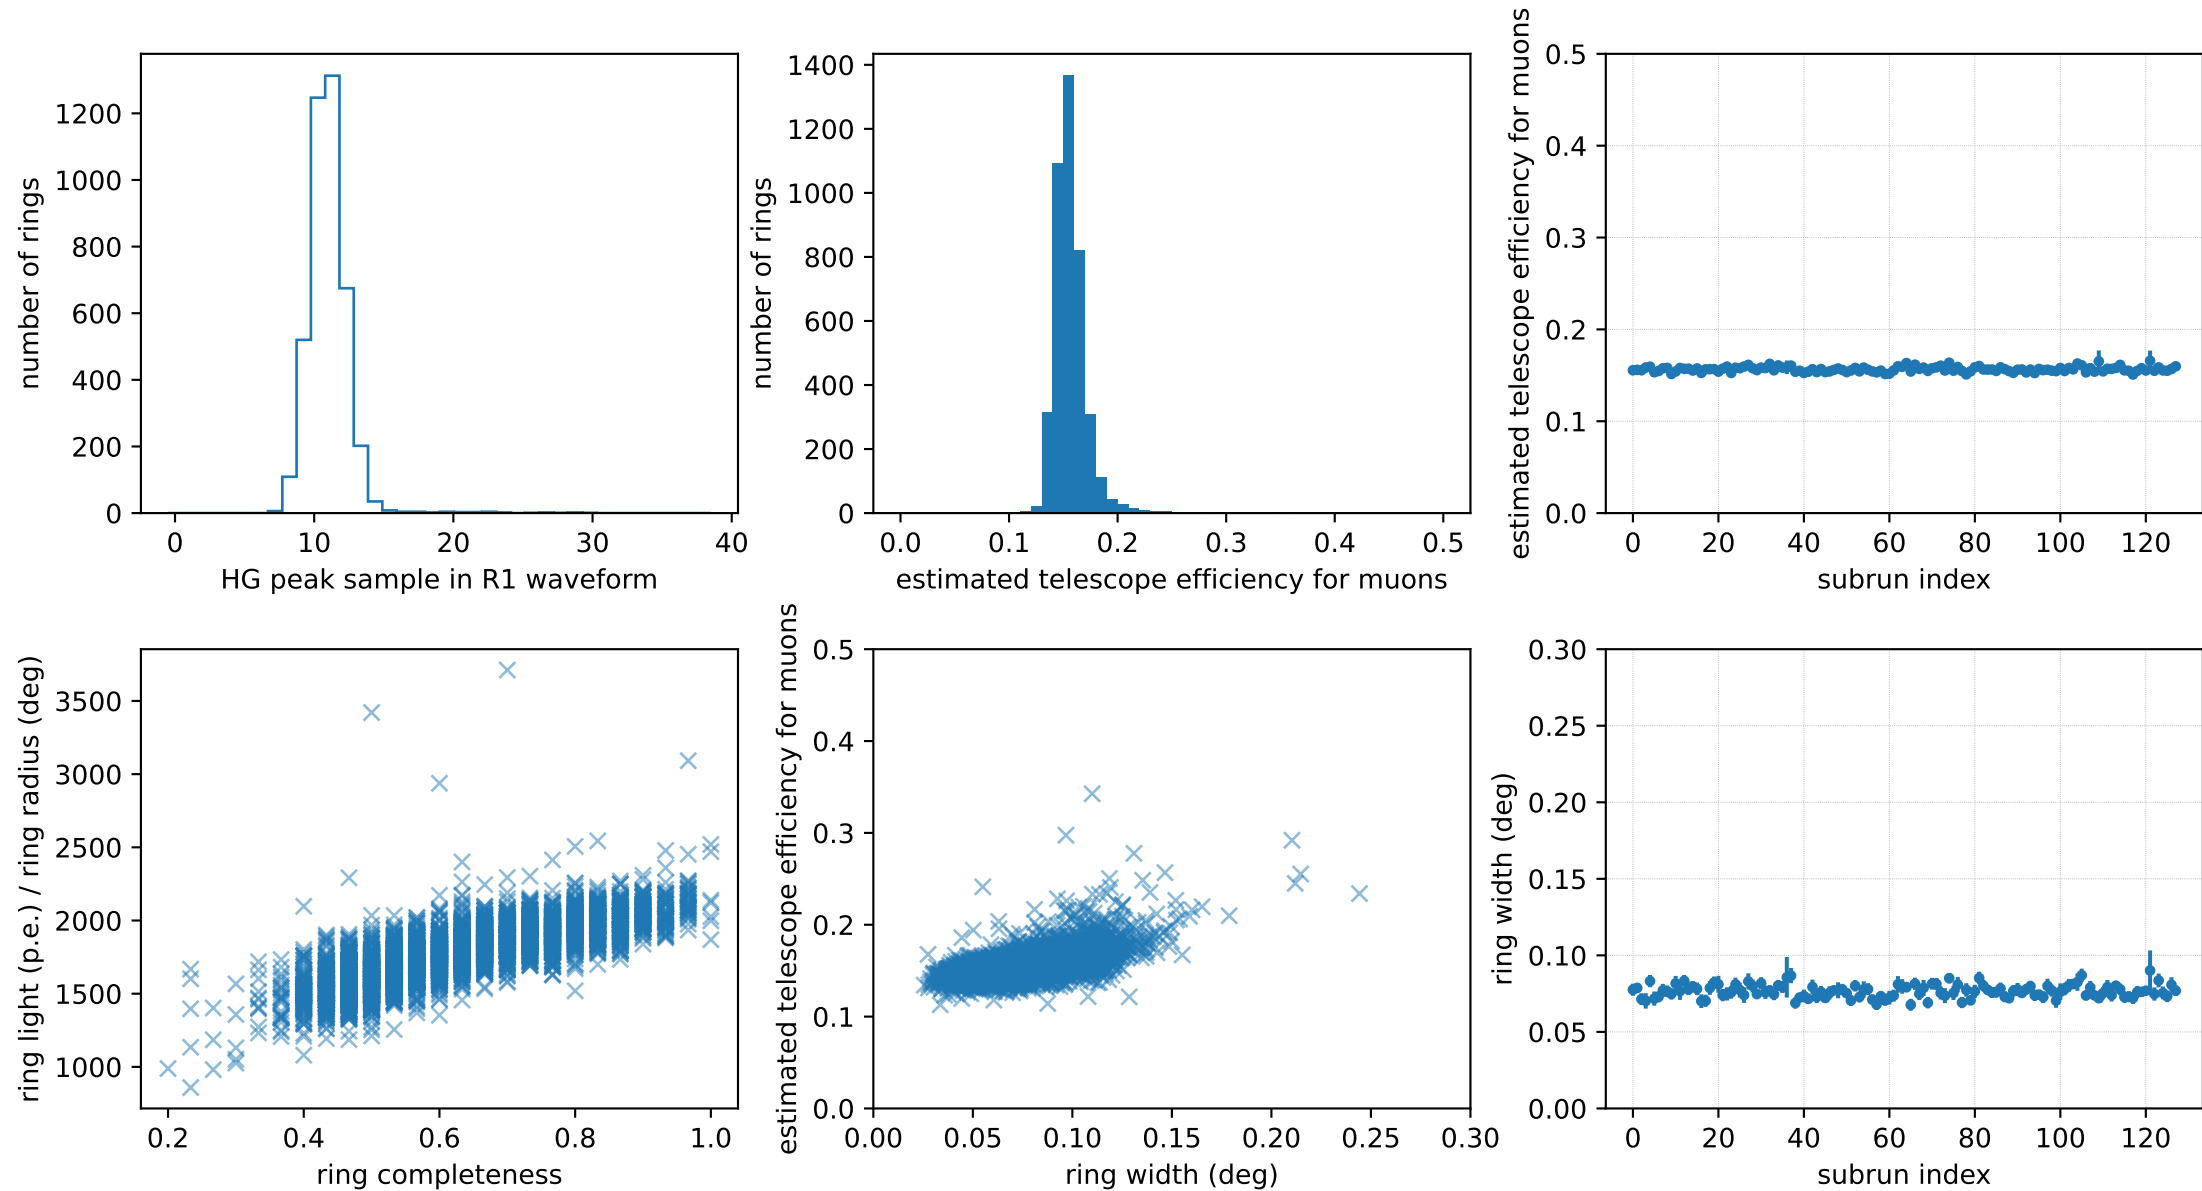 1200
1000
800
600
400
200
0
number of rings
0 10 20 30 40
HG peak sample in R1 waveform
1400
1200
1000
800
600
400
200
0
number of rings
0.0 0.1 0.2 0.3 0.4 0.5
estimated telescope efficiency for muons
0.5
0.4
0.3
0.2
0.1
0.0
estimated telescope efficiency for muons
0 20 40 60 80 100 120
subrun index
3500
3000
2500
2000
1500
1000
ring light (p.e.) / ring radius (deg)
0.2 0.4 0.6 0.8 1.0
ring completeness
0.5
0.4
0.3
0.2
0.1
0.0
estimated telescope efficiency for muons
0.00 0.05 0.10 0.15 0.20 0.25 0.30
ring width (deg)
0.30
0.25
0.20
0.15
0.10
0.05
0.00
ring width (deg)
0 20 40 60 80 100 120
subrun index